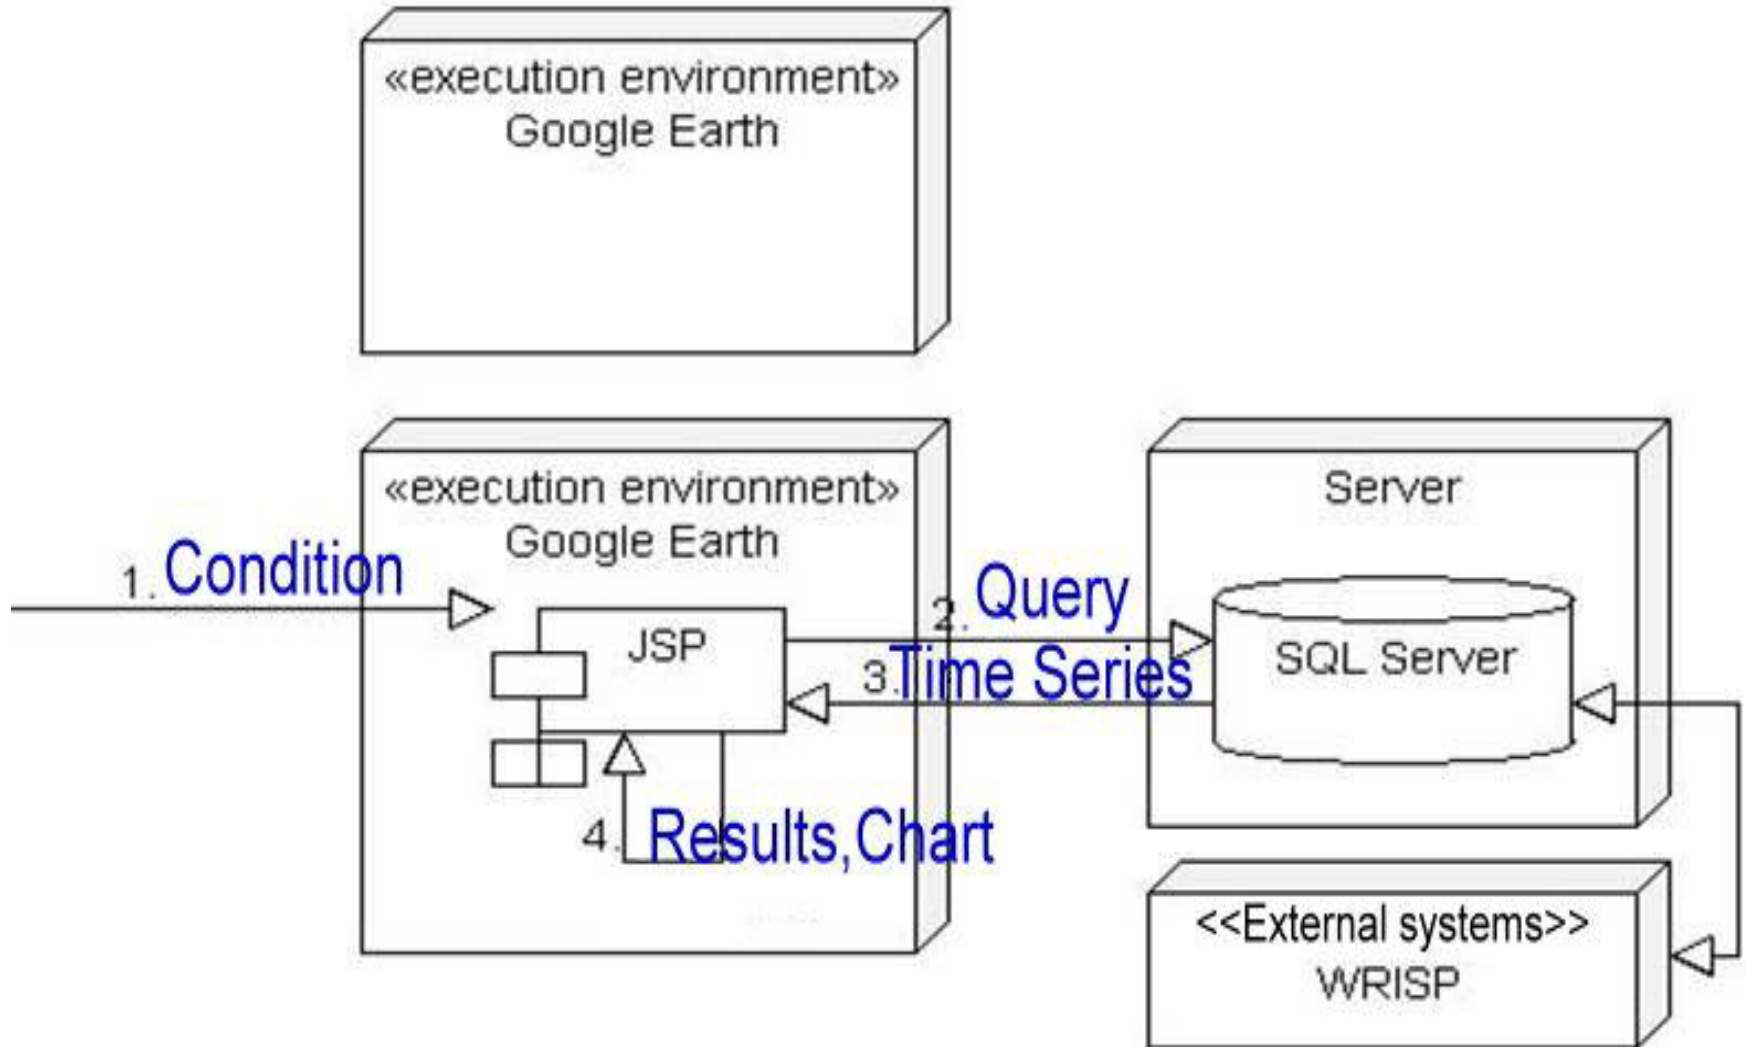 «execution environment»
Google Earth
«execution environment»
Google Earth
1. Condition
JSP
2. Query
3. Time Series
4. Results,Chart
Server
SQL Server
<<External systems>>
WRISP